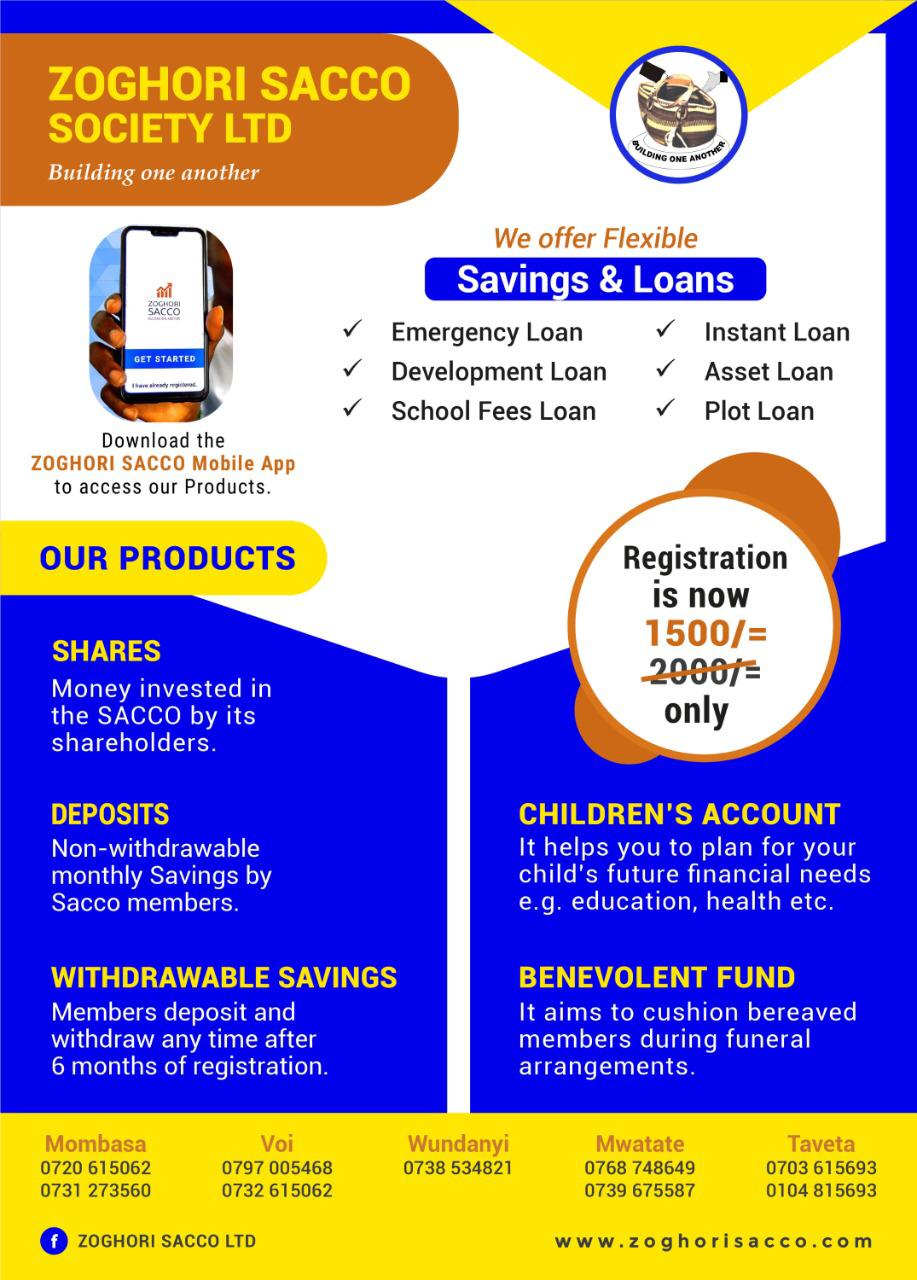 ZOGHORI SACCO
SOCIETY LTD
Building one another
BUILDING ONE ANOTHER
ZOGHORI
SACCO
GET STARTED
I have already registered.
Download the
ZOGHORI SACCO Mobile App
to access our Products.
We offer Flexible
Savings & Loans
✓ Emergency Loan
✓ Development Loan
✓ School Fees Loan
✓ Instant Loan
✓ Asset Loan
✓ Plot Loan
Registration
is now
1500/=
2000/=
only
OUR PRODUCTS
SHARES
Money invested in
the SACCO by its
shareholders.
DEPOSITS
Non-withdrawable
monthly Savings by
Sacco members.
WITHDRAWABLE SAVINGS
Members deposit and
withdraw any time after
6 months of registration.
CHILDREN'S ACCOUNT
It helps you to plan for your
child's future financial needs
e.g. education, health etc.
BENEVOLENT FUND
It aims to cushion bereaved
members during funeral
arrangements.
Mombasa
0720 615062
0731 273560
Voi
0797 005468
0732 615062
Wundanyi
0738 534821
Mwatate
0768 748649
0739 675587
Taveta
0703 615693
0104 815693
f ZOGHORI SACCO LTD
www.zoghorisacco.com